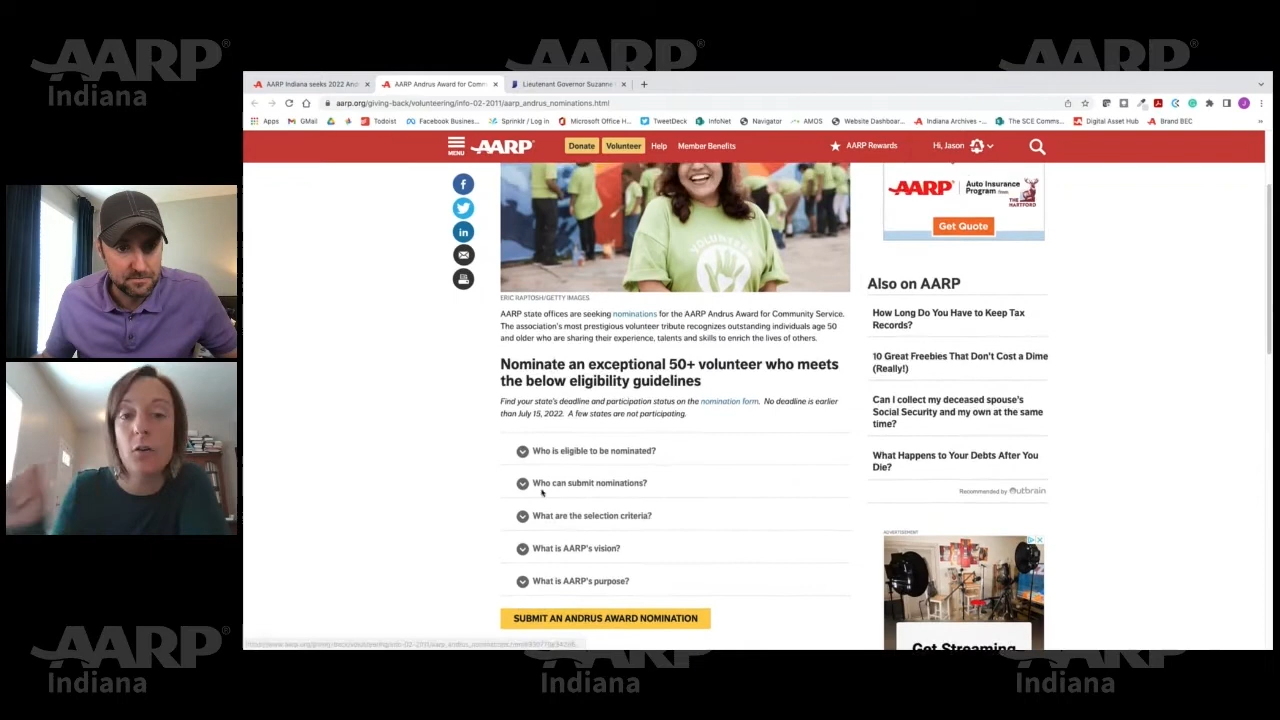 AARP®
Indiana
AARP®
AARP®
AARP Indiana seeks 2022 And
AARP Andrus Award for Comm
Lieutenant Governor Suzanne
aarp.org/giving-back/volunteering/info-02-2011/aarp_andrus_nominations.html
Apps
GMail
Todoist
Facebook Busines...
Sprinklr / Log in
Microsoft Office H...
TweetDeck
InfoNet
Navigator
AMOS
Website Dashboar...
Indiana Archives -...
The SCE Comms...
Digital Asset Hub
Brand BEC
MENU
AARP
Donate
Volunteer
Help
Member Benefits
AARP Rewards
Hi, Jason
VOLUNTEER
ERIC RAPTOSH/GETTY IMAGES
AARP state offices are seeking nominations for the AARP Andrus Award for Community Service.
The association's most prestigious volunteer tribute recognizes outstanding individuals age 50
and older who are sharing their experience, talents and skills to enrich the lives of others.
Nominate an exceptional 50+ volunteer who meets
the below eligibility guidelines
Find your state's deadline and participation status on the nomination form. No deadline is earlier
than July 15, 2022. A few states are not participating.
Who is eligible to be nominated?
Who can submit nominations?
What are the selection criteria?
What is AARP's vision?
What is AARP's purpose?
SUBMIT AN ANDRUS AWARD NOMINATION
AARP
Auto Insurance
Program from
THE
HARTFORD
Get Quote
Also on AARP
How Long Do You Have to Keep Tax
Records?
10 Great Freebies That Don't Cost a Dime
(Really!)
Can I collect my deceased spouse's
Social Security and my own at the same
time?
What Happens to Your Debts After You
Die?
Recommended by Outbrain
ADVERTISEMENT
Get Streaming
AARP
Indiana
AARP
Indiana
AARP®
Indiana